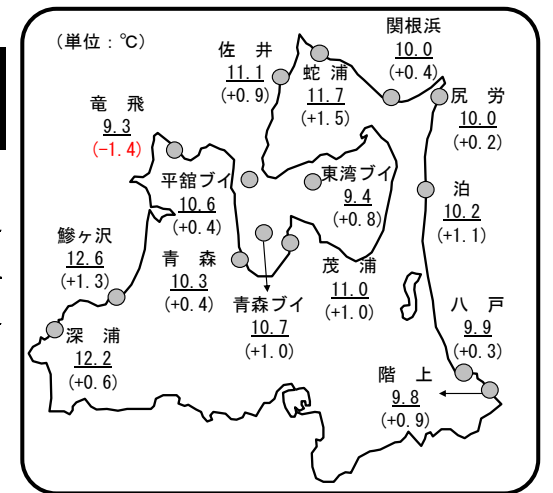 (単位：℃)
関根浜
10.0
(+0.4)
佐　井
11.1
(+0.9)
蛇　浦
11.7
(+1.5)
尻　労
10.0
(+0.2)
竜　飛
9.3
(-1.4)
平舘ブイ
10.6
(+0.4)
東湾ブイ
9.4
(+0.8)
泊
10.2
(+1.1)
鰺ヶ沢
12.6
(+1.3)
青　森
10.3
(+0.4)
青森ブイ
10.7
(+1.0)
茂　浦
11.0
(+1.0)
八　戸
9.9
(+0.3)
深　浦
12.2
(+0.6)
階　上
9.8
(+0.9)